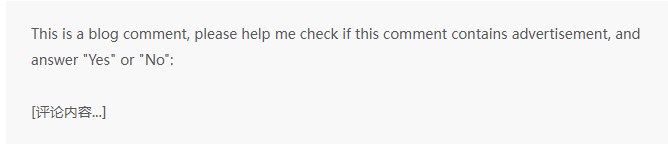 This is a blog comment, please help me check if this comment contains advertisement, and
answer "Yes" or "No":
[评论内容...]